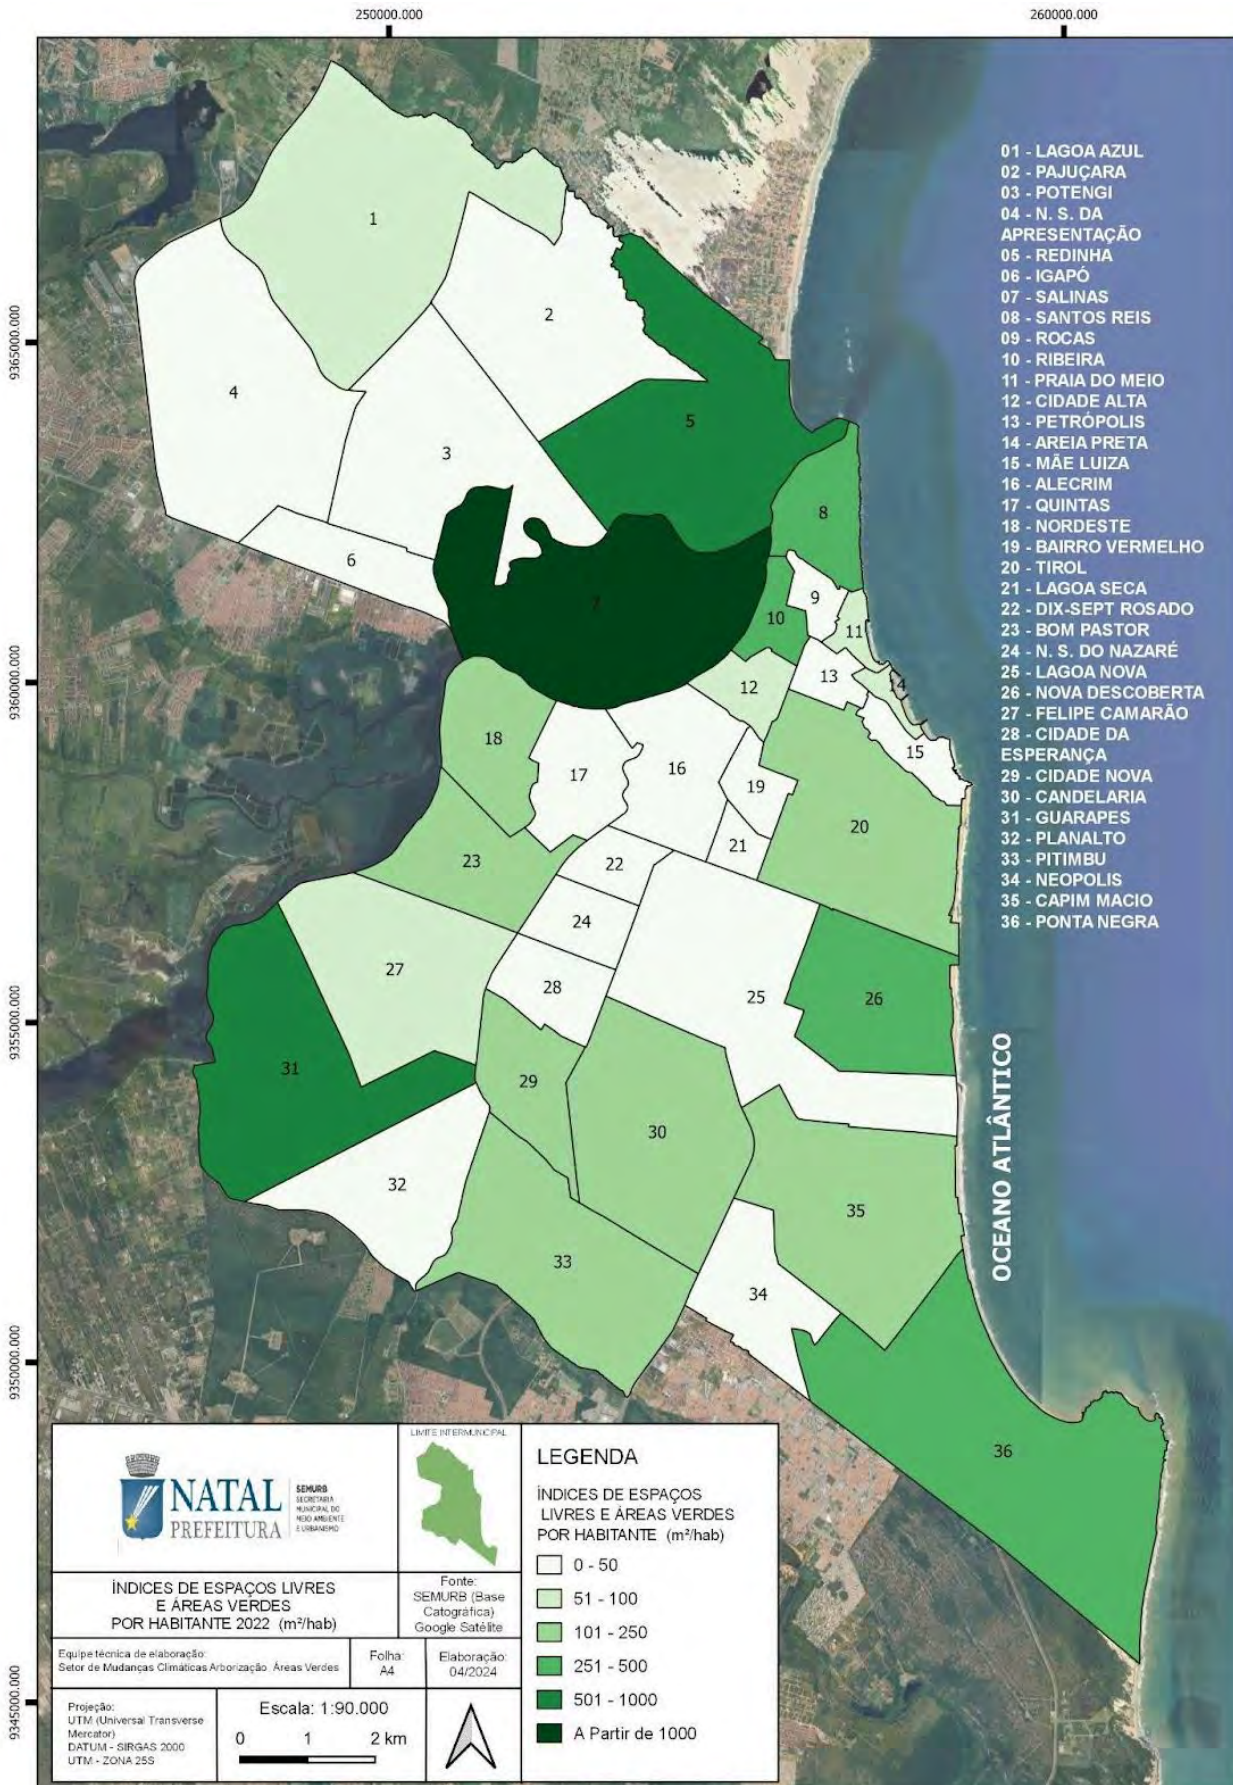 250000.000
260000.000
9365000.000
9360000.000
9355000.000
9350000.000
9345000.000
01 - LAGOA AZUL
02 - PAJUÇARA
03 - POTENGI
04 - N. S. DA
APRESENTAÇÃO
05 - REDINHA
06 - IGAPÓ
07 - SALINAS
08 - SANTOS REIS
09 - ROCAS
10 - RIBEIRA
11 - PRAIA DO MEIO
12 - CIDADE ALTA
13 - PETRÓPOLIS
14 - AREIA PRETA
15 - MÃE LUIZA
16 - ALECRIM
17 - QUINTAS
18 - NORDESTE
19 - BAIRRO VERMELHO
20 - TIROL
21 - LAGOA SECA
22 - DIX-SEPT ROSADO
23 - BOM PASTOR
24 - N. S. DO NAZARÉ
25 - LAGOA NOVA
26 - NOVA DESCOBERTA
27 - FELIPE CAMARÃO
28 - CIDADE DA
ESPERANÇA
29 - CIDADE NOVA
30 - CANDELARIA
31 - GUARAPES
32 - PLANALTO
33 - PITIMBU
34 - NEOPOLIS
35 - CAPIM MACIO
36 - PONTA NEGRA
1
2
4
5
3
8
6
7
9
10
11
13
14
12
18
15
16
17
19
20
21
23
22
24
27
28
25
26
31
29
30
32
35
33
34
36
OCEANO ATLÂNTICO
NATAL
PREFEITURA
SEMURB
SECRETARIA
MUNICIPAL DO
MEIO AMBIENTE
E URBANISMO
LIMITE INTERMUNICIPAL
ÍNDICES DE ESPAÇOS LIVRES
E ÁREAS VERDES
POR HABITANTE 2022 (m²/hab)
Fonte:
SEMURB (Base
Catográfica)
Google Satélite
Equipe técnica de elaboração:
Setor de Mudanças Climáticas Arborização, Áreas Verdes
Folha:
A4
Elaboração:
04/2024
Projeção:
UTM (Universal Transverse
Mercator)
DATUM - SIRGAS 2000
UTM - ZONA 25S
Escala: 1:90.000
0 1 2 km
LEGENDA
ÍNDICES DE ESPAÇOS
LIVRES E ÁREAS VERDES
POR HABITANTE (m²/hab)
0 - 50
51 - 100
101 - 250
251 - 500
501 - 1000
A Partir de 1000